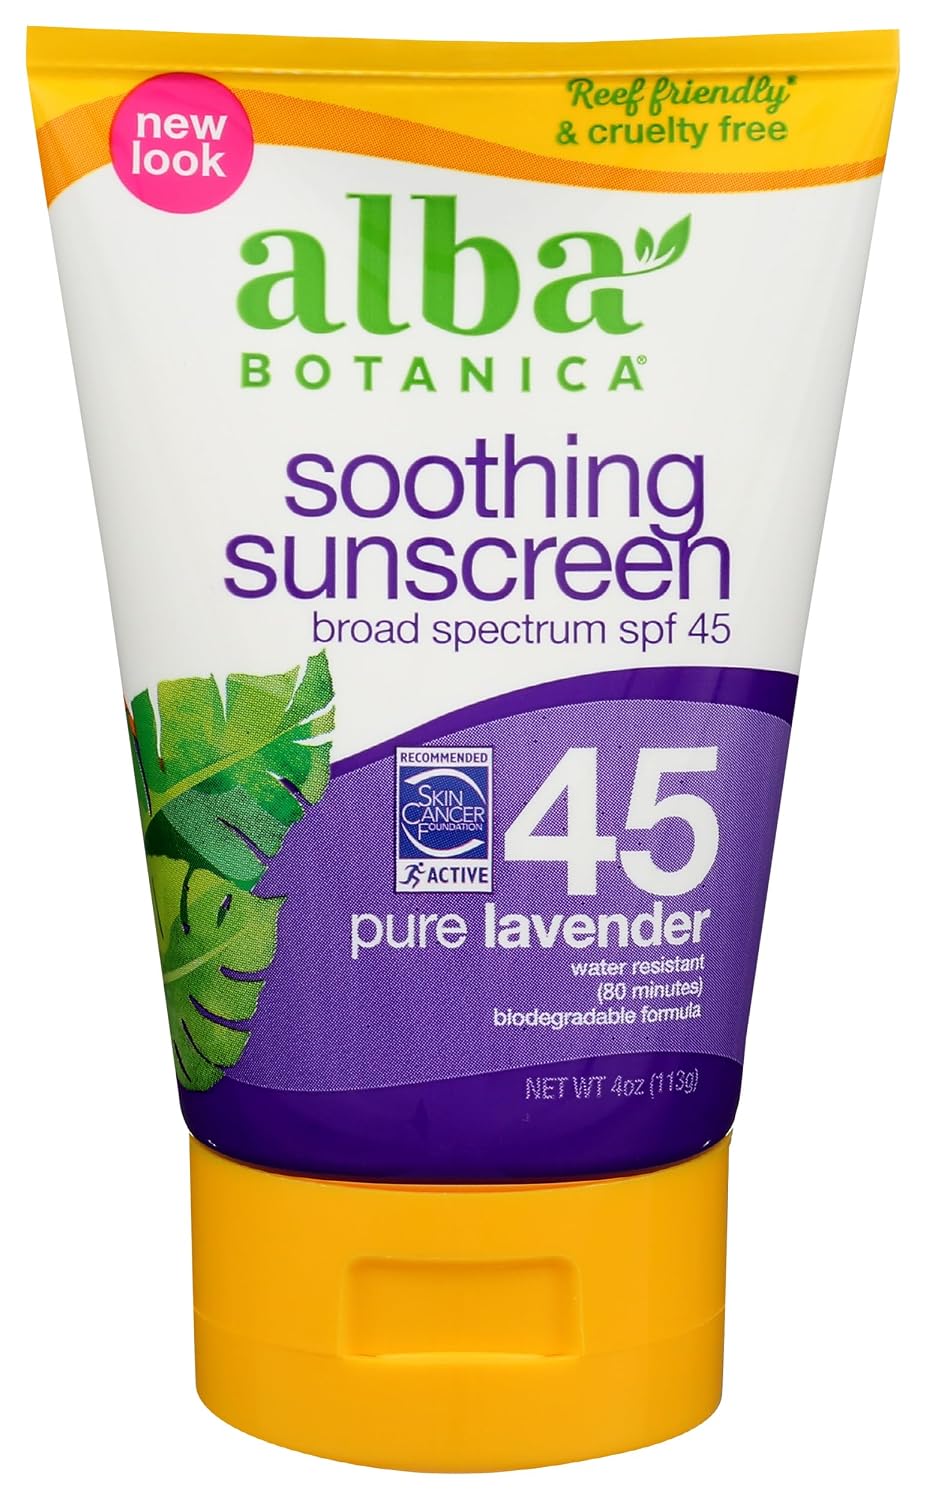 new
look
Reef friendly*
& cruelty free
alba
BOTANICA®
soothing
sunscreen
broad spectrum spf 45
RECOMMENDED
SKIN
CANCER
FOUNDATION
ACTIVE
45
pure lavender
water resistant
(80 minutes)
biodegradable formula
NET WT 4oz (113g)